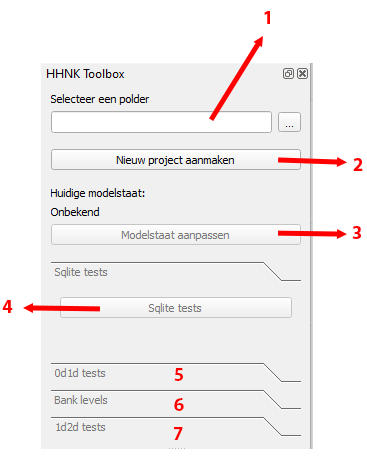 1
HHNK Toolbox
Selecteer een polder
...
Nieuw project aanmaken
2
Huidige modelstaat:
Onbekend
Modelstaat aanpassen
3
Sqlite tests
4
Sqlite tests
0d1d tests
5
Bank levels
6
1d2d tests
7